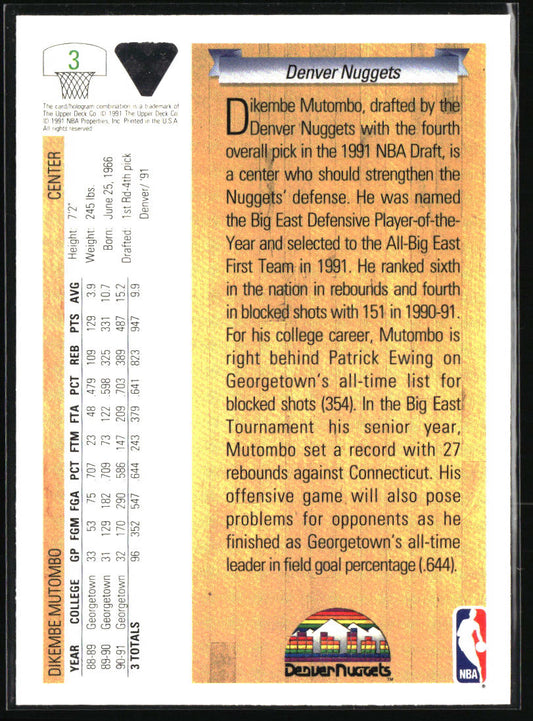 3
The card/hologram combination is a trademark of
The Upper Deck Co. © 1991 The Upper Deck Co.
© 1991 NBA Properties, Inc. Printed in the U.S.A.
All rights reserved.
DIKEMBE MUTOMBO CENTER
Height: 7'2"
Weight: 245 lbs.
Born: June 25, 1966
Drafted: 1st Rd-4th pick
Denver/'91
YEAR COLLEGE GP FGM FGA PCT FTM FTA PCT REB PTS AVG
88-89 Georgetown 33 53 75 .707 23 48 .479 109 129 3.9
89-90 Georgetown 31 129 182 .702 73 122 .598 325 331 10.7
90-91 Georgetown 32 170 290 .586 147 209 .703 389 487 15.2
3 TOTALS 96 352 547 .644 243 379 .641 823 947 9.9
Denver Nuggets
Dikembe Mutombo, drafted by the
Denver Nuggets with the fourth
overall pick in the 1991 NBA Draft, is
a center who should strengthen the
Nuggets' defense. He was named
the Big East Defensive Player-of-the-
Year and selected to the All-Big East
First Team in 1991. He ranked sixth
in the nation in rebounds and fourth
in blocked shots with 151 in 1990-91.
For his college career, Mutombo is
right behind Patrick Ewing on
Georgetown's all-time list for
blocked shots (354). In the Big East
Tournament his senior year,
Mutombo set a record with 27
rebounds against Connecticut. His
offensive game will also pose
problems for opponents as he
finished as Georgetown's all-time
leader in field goal percentage (.644).
Denver Nuggets
TM
NBA
®